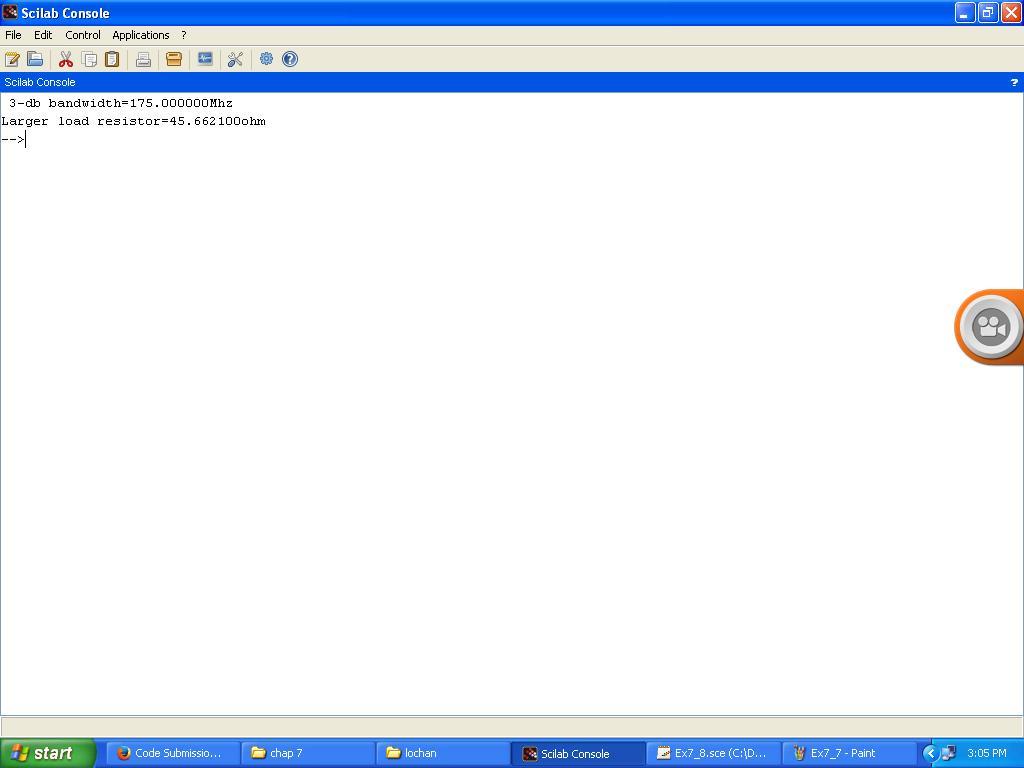 Scilab Console
File Edit Control Applications ?
Scilab Console ?
3-db bandwidth=175.000000Mhz
Larger load resistor=45.662100ohm
-->
start Code Submissio... chap 7 lochan Scilab Console Ex7_8.sce (C:\D... Ex7_7 - Paint 3:05 PM